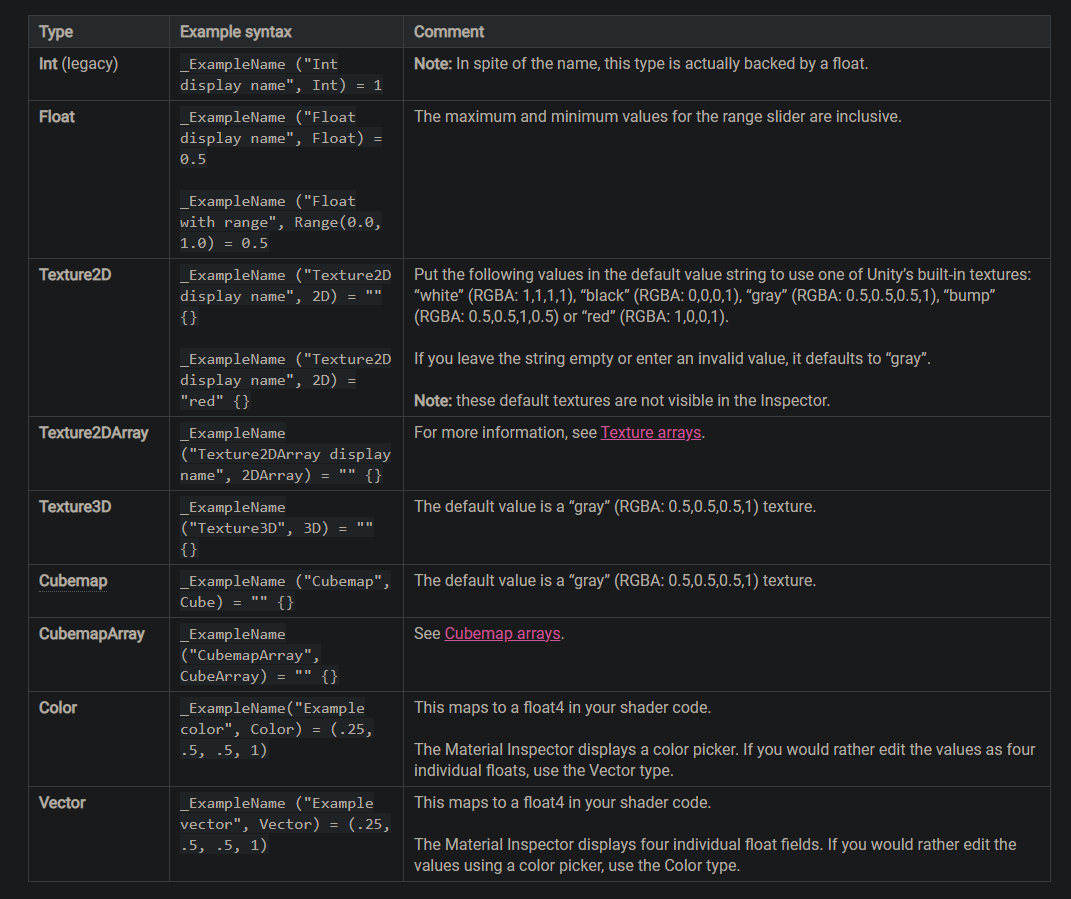 Type Example syntax Comment
Int (legacy)
_ExampleName ("Int
display name", Int) = 1
Note: In spite of the name, this type is actually backed by a float.
Float
_ExampleName ("Float
display name", Float) =
0.5
_ExampleName ("Float
with range", Range(0.0,
1.0) = 0.5
The maximum and minimum values for the range slider are inclusive.
Texture2D
_ExampleName ("Texture2D
display name", 2D) = ""
{}
_ExampleName ("Texture2D
display name", 2D) =
"red" {}
Put the following values in the default value string to use one of Unity’s built-in textures:
“white” (RGBA: 1,1,1,1), “black” (RGBA: 0,0,0,1), “gray” (RGBA: 0.5,0.5,0.5,1), “bump”
(RGBA: 0.5,0.5,1,0.5) or “red” (RGBA: 1,0,0,1).
If you leave the string empty or enter an invalid value, it defaults to “gray”.
Note: these default textures are not visible in the Inspector.
Texture2DArray
_ExampleName
("Texture2DArray display
name", 2DArray) = "" {}
For more information, see Texture arrays.
Texture3D
_ExampleName
("Texture3D", 3D) = ""
{}
The default value is a “gray” (RGBA: 0.5,0.5,0.5,1) texture.
Cubemap
_ExampleName ("Cubemap",
Cube) = "" {}
The default value is a “gray” (RGBA: 0.5,0.5,0.5,1) texture.
CubemapArray
_ExampleName
("CubemapArray",
CubeArray) = "" {}
See Cubemap arrays.
Color
_ExampleName("Example
color", Color) = (.25,
.5, .5, 1)
This maps to a float4 in your shader code.
The Material Inspector displays a color picker. If you would rather edit the values as four
individual floats, use the Vector type.
Vector
_ExampleName ("Example
vector", Vector) = (.25,
.5, .5, 1)
This maps to a float4 in your shader code.
The Material Inspector displays four individual float fields. If you would rather edit the
values using a color picker, use the Color type.